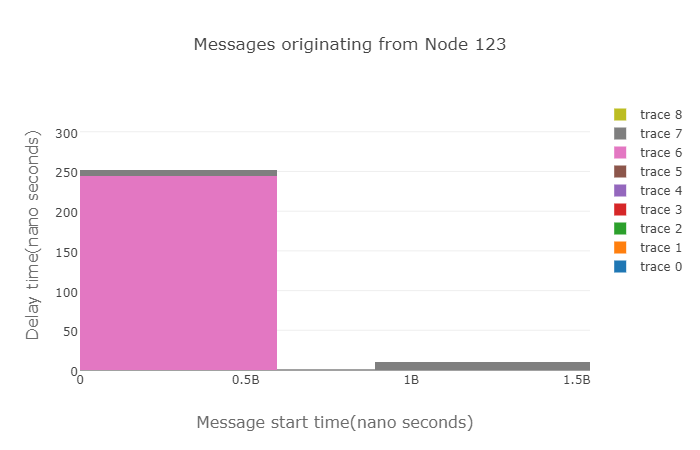 Messages originating from Node 123
Delay time(nano seconds)
300
250
200
150
100
50
0
0
0.5B
1B
1.5B
Message start time(nano seconds)
trace 8
trace 7
trace 6
trace 5
trace 4
trace 3
trace 2
trace 1
trace 0